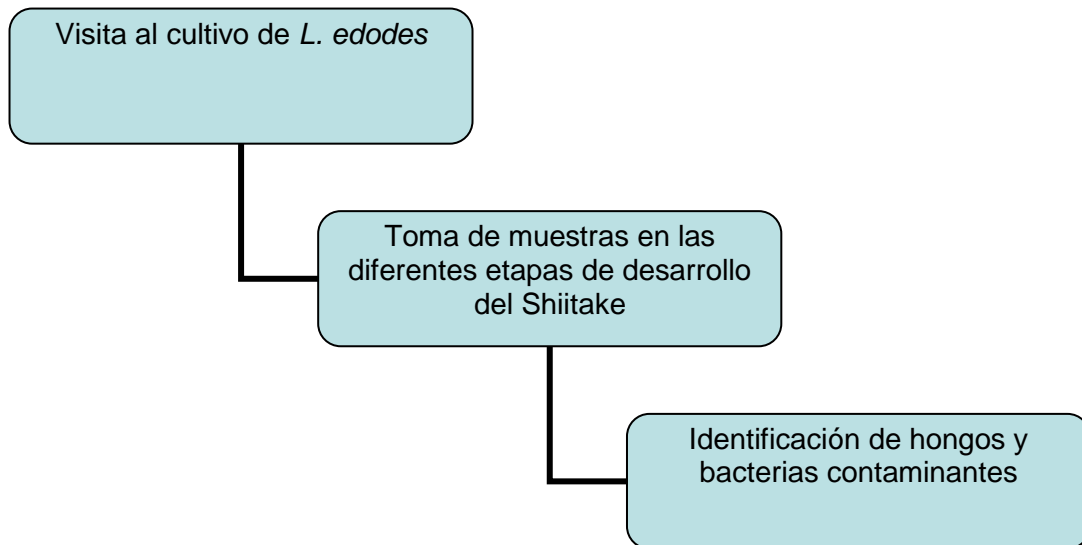 Visita al cultivo de L. edodes
Toma de muestras en las
diferentes etapas de desarrollo
del Shiitake
Identificación de hongos y
bacterias contaminantes